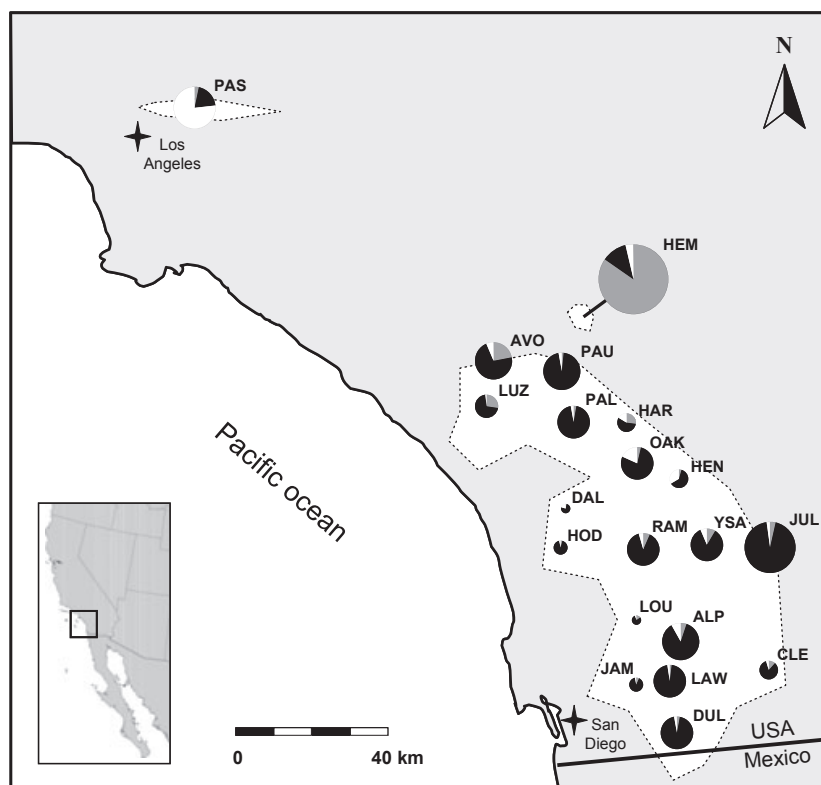 N
PAS
Los
Angeles
HEM
AVO
PAU
LUZ
PAL
HAR
OAK
HEN
DAL
HOD
RAM
YSA
JUL
Pacific ocean
LOU
ALP
JAM
LAW
CLE
DUL
San
Diego
USA
Mexico
0 40 km